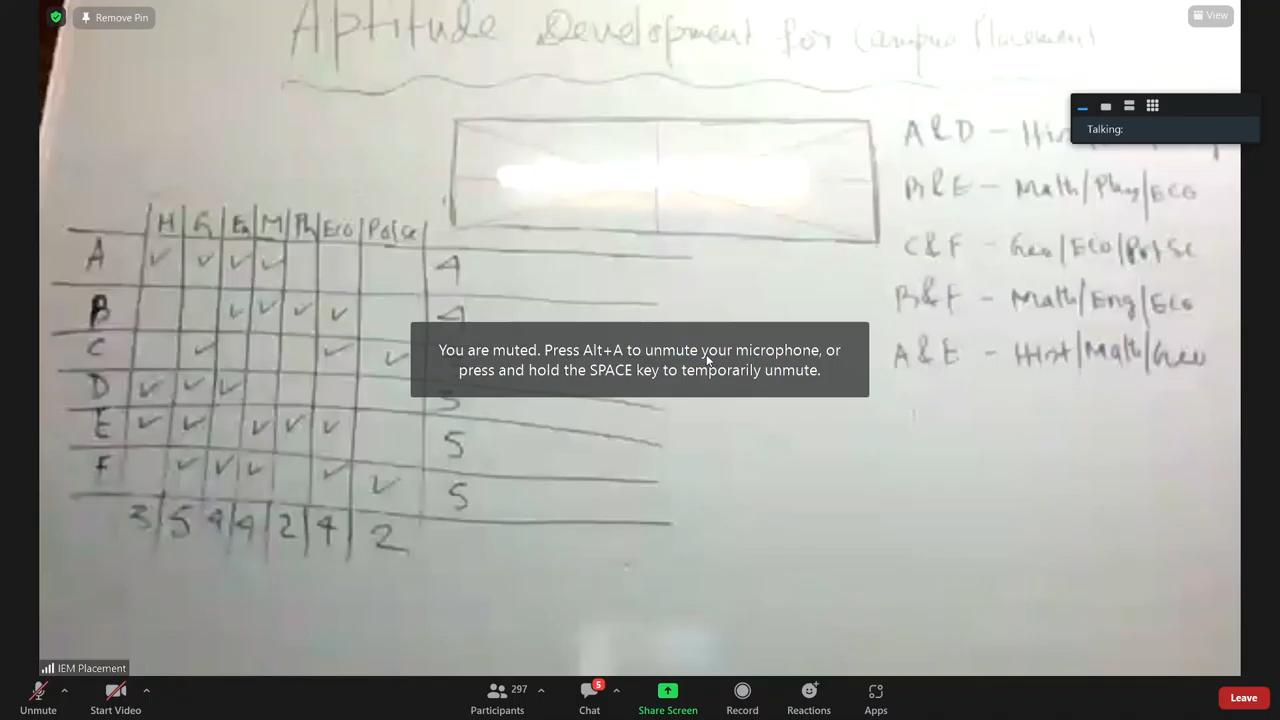 Remove Pin
View
Aptitude Development for Campus Placement
Talking:
A & D - Hist
B & E - Math/Phy/Eco
C & F - Geo/Eco/Pol Sc
B & F - Math/Eng/Eco
A & E - Hist/Math/Geo
H G En M Ph Eco Pol Sc
A ✓ ✓ ✓ ✓ 4
B ✓ ✓ ✓ ✓ 4
C ✓ ✓ ✓
D ✓ ✓ ✓ 3
E ✓ ✓ ✓ ✓ ✓ 5
F ✓ ✓ ✓ ✓ ✓ 5
3 5 4 4 2 4 2
You are muted. Press Alt+A to unmute your microphone, or
press and hold the SPACE key to temporarily unmute.
IEM Placement
297 5
Unmute Start Video Participants Chat Share Screen Record Reactions Apps Leave